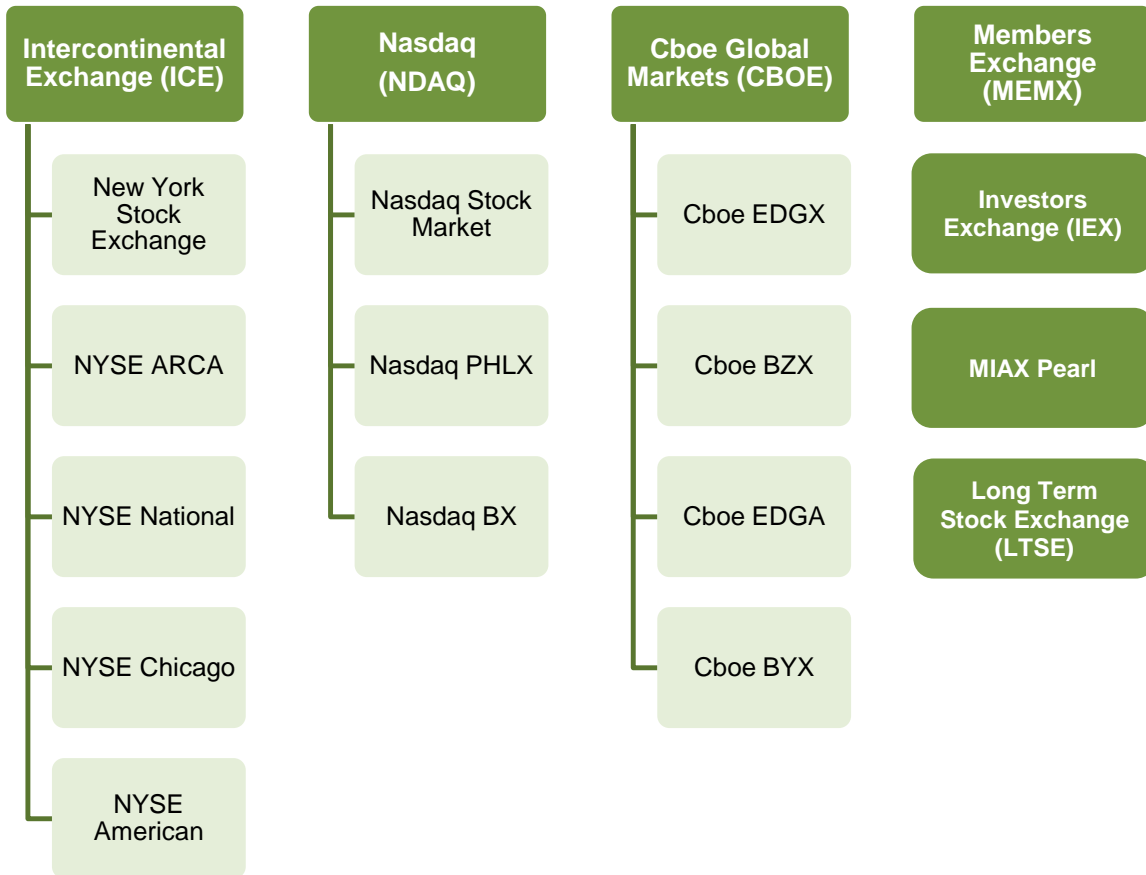 Intercontinental
Exchange (ICE)
New York
Stock
Exchange
NYSE ARCA
NYSE National
NYSE Chicago
NYSE
American
Nasdaq
(NDAQ)
Nasdaq Stock
Market
Nasdaq PHLX
Nasdaq BX
Cboe Global
Markets (CBOE)
Cboe EDGX
Cboe BZX
Cboe EDGA
Cboe BYX
Members
Exchange
(MEMX)
Investors
Exchange (IEX)
MIAX Pearl
Long Term
Stock Exchange
(LTSE)